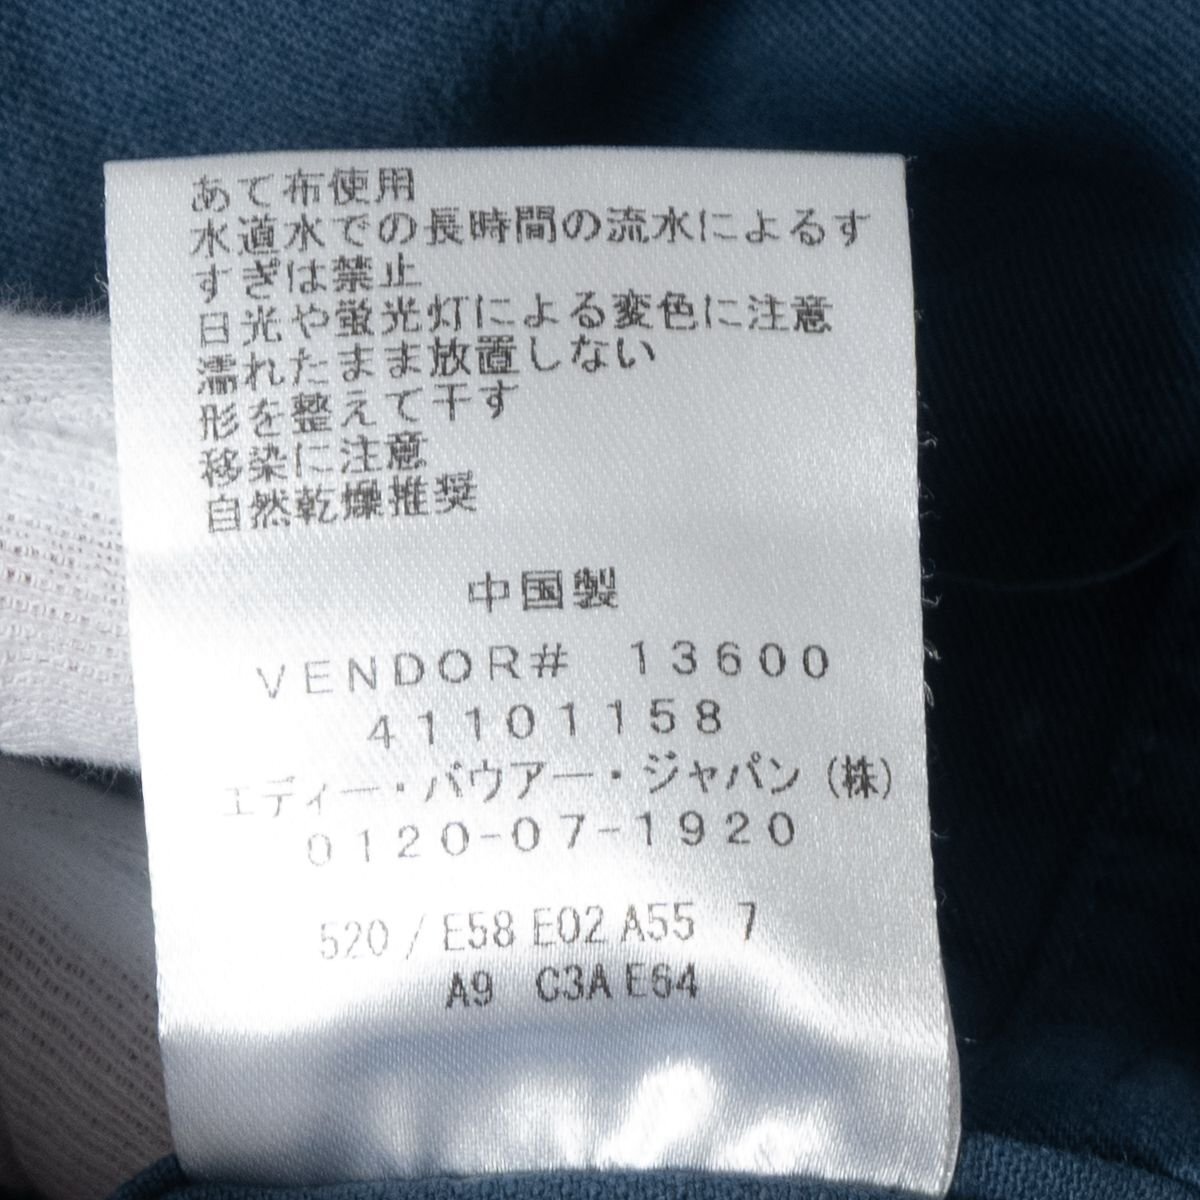 あて布使用
水道水での長時間の流水によるす
すぎは禁止
日光や蛍光灯による変色に注意
濡れたまま放置しない
形を整えて干す
移染に注意
自然乾燥推奨
中国製
VENDOR# 13600
41101158
エディー・バウアー・ジャパン(株)
0120-07-1920
520 / E58 E02 A55 7
A9 C3A E64